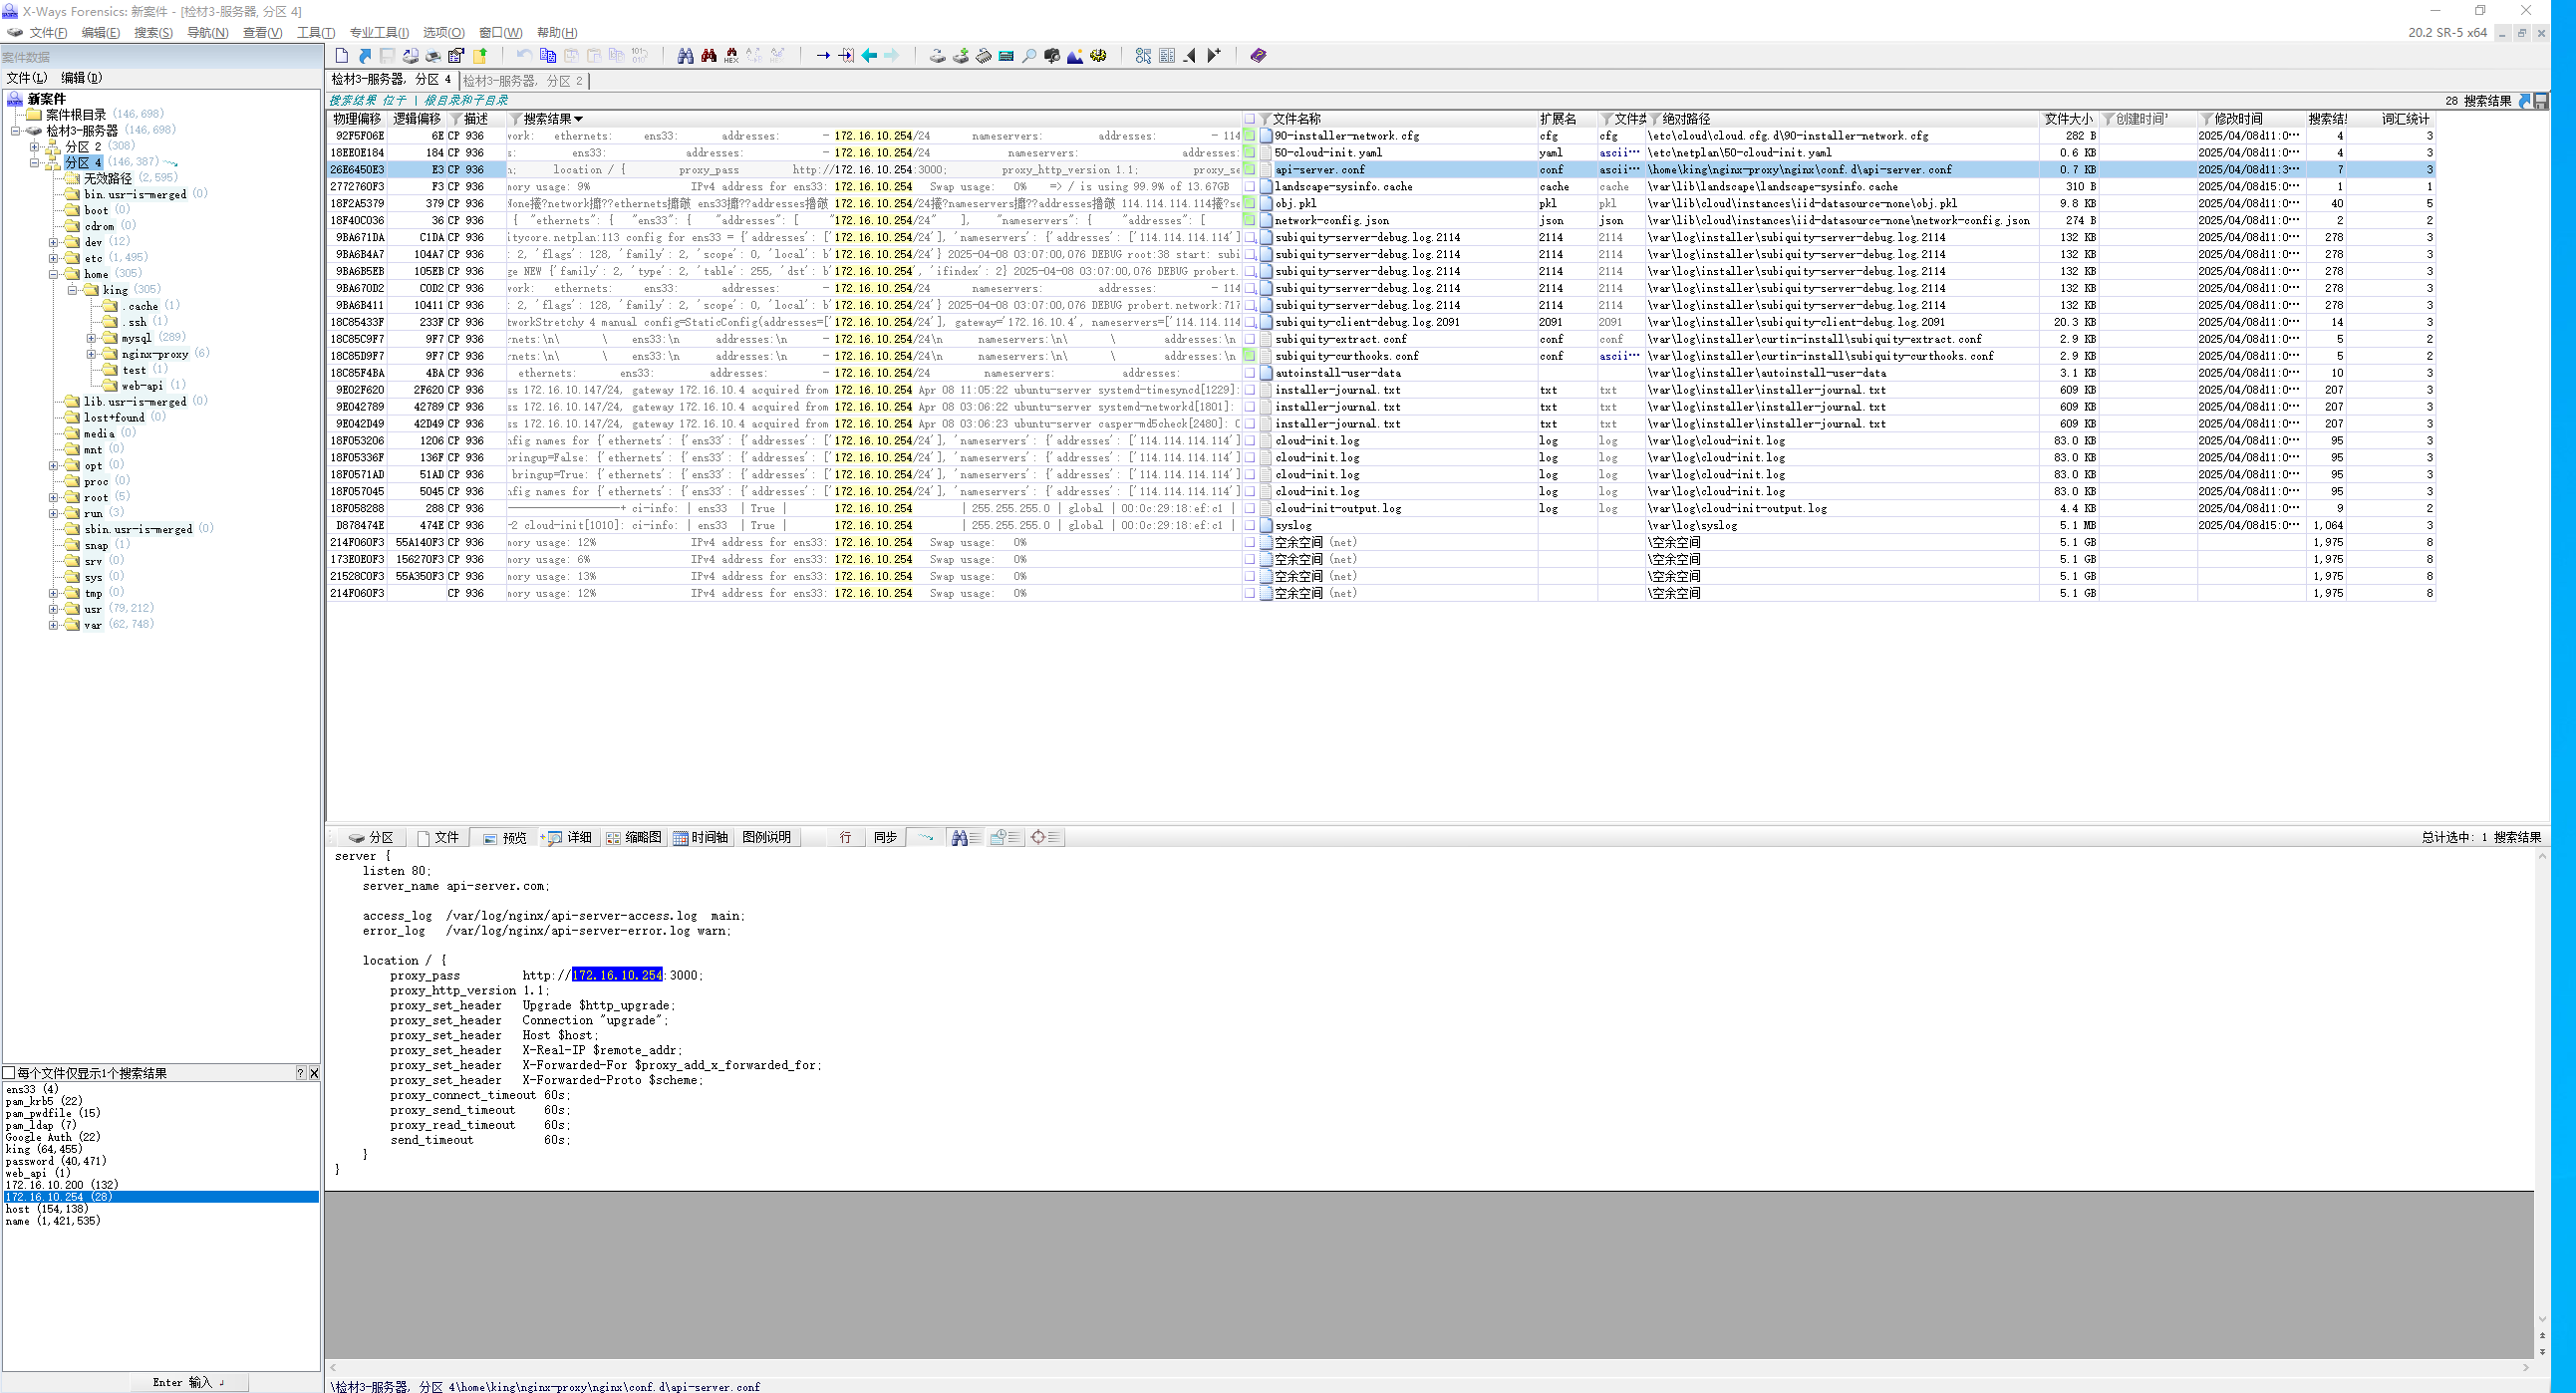 X-Ways Forensics: 新案件 - [检材3-服务器, 分区 4]
文件(F) 编辑(E) 搜索(S) 导航(N) 查看(V) 工具(T) 专业工具(I) 选项(O) 窗口(W) 帮助(H) 20.2 SR-5 x64
案件数据
文件(L) 编辑(D)
新案件
案件根目录 (146,698)
检材3-服务器 (146,698)
分区 2 (308)
分区 4 (146,387)
无效路径 (2,595)
bin.usr-is-merged (0)
boot (0)
cdrom (0)
dev (12)
etc (1,495)
home (305)
king (305)
.cache (1)
.ssh (1)
mysql (289)
nginx-proxy (6)
test (1)
web-api (1)
lib.usr-is-merged (0)
lost+found (0)
media (0)
mnt (0)
opt (0)
proc (0)
root (5)
run (3)
sbin.usr-is-merged (0)
snap (1)
srv (0)
sys (0)
tmp (0)
usr (79,212)
var (62,748)
每个文件仅显示1个搜索结果 ? X
ens33 (4)
pam_krb5 (22)
pam_pwdfile (15)
pam_ldap (7)
Google Auth (22)
king (64,455)
password (40,471)
web_api (1)
172.16.10.200 (132)
172.16.10.254 (28)
host (154,138)
name (1,421,535)
Enter 输入
检材3-服务器, 分区 4 检材3-服务器, 分区 2
搜索结果 位于 | 根目录和子目录 28 搜索结果
物理偏移 逻辑偏移 描述 搜索结果 文件名称 扩展名 文件类 绝对路径 文件大小 创建时间 修改时间 搜索结 词汇统计
92F5F06E 6E CP 936 work: ethernets: ens33: addresses: - 172.16.10.254/24 nameservers: addresses: - 114 90-installer-network.cfg cfg cfg \etc\cloud\cloud.cfg.d\90-installer-network.cfg 282 B 2025/04/08d11:0··· 4 3
18EE0E184 184 CP 936 s: ens33: addresses: - 172.16.10.254/24 nameservers: addresses: 50-cloud-init.yaml yaml ascii··· \etc\netplan\50-cloud-init.yaml 0.6 KB 2025/04/08d11:0··· 4 3
26E6450E3 E3 CP 936 n; location / { proxy_pass http://172.16.10.254:3000; proxy_http_version 1.1; proxy_se api-server.conf conf ascii··· \home\king\nginx-proxy\nginx\conf.d\api-server.conf 0.7 KB 2025/04/08d11:3··· 7 3
2772760F3 F3 CP 936 mory usage: 9% IPv4 address for ens33: 172.16.10.254 Swap usage: 0% => / is using 99.9% of 13.67GB landscape-sysinfo.cache cache cache \var\lib\landscape\landscape-sysinfo.cache 310 B 2025/04/08d15:0··· 1 1
18F2A5379 379 CP 936 172.16.10.254/24 obj.pkl pkl pkl \var\lib\cloud\instances\iid-datasource-none\obj.pkl 9.8 KB 2025/04/08d11:0··· 40 5
18F40C036 36 CP 936 { "ethernets": { "ens33": { "addresses": [ "172.16.10.254/24" ], "nameservers": { "addresses": [ network-config.json json json \var\lib\cloud\instances\iid-datasource-none\network-config.json 274 B 2025/04/08d11:0··· 2 2
9BA671DA C1DA CP 936 itycore.netplan:113 config for ens33 = {'addresses': ['172.16.10.254/24'], 'nameservers': {'addresses': ['114.114.114.114'] subiquity-server-debug.log.2114 2114 2114 \var\log\installer\subiquity-server-debug.log.2114 132 KB 2025/04/08d11:0··· 278 3
9BA6B4A7 104A7 CP 936 : 2, 'flags': 128, 'family': 2, 'scope': 0, 'local': b'172.16.10.254/24'} 2025-04-08 03:07:00,076 DEBUG root:38 start: subi subiquity-server-debug.log.2114 2114 2114 \var\log\installer\subiquity-server-debug.log.2114 132 KB 2025/04/08d11:0··· 278 3
9BA6B5EB 105EB CP 936 ge NEW {'family': 2, 'type': 2, 'table': 255, 'dst': b'172.16.10.254', 'ifindex': 2} 2025-04-08 03:07:00,076 DEBUG probert. subiquity-server-debug.log.2114 2114 2114 \var\log\installer\subiquity-server-debug.log.2114 132 KB 2025/04/08d11:0··· 278 3
9BA670D2 C0D2 CP 936 work: ethernets: ens33: addresses: - 172.16.10.254/24 nameservers: addresses: - 114 subiquity-server-debug.log.2114 2114 2114 \var\log\installer\subiquity-server-debug.log.2114 132 KB 2025/04/08d11:0··· 278 3
9BA6B411 10411 CP 936 : 2, 'flags': 128, 'family': 2, 'scope': 0, 'local': b'172.16.10.254/24'} 2025-04-08 03:07:00,076 DEBUG probert.network:717 subiquity-server-debug.log.2114 2114 2114 \var\log\installer\subiquity-server-debug.log.2114 132 KB 2025/04/08d11:0··· 278 3
18C85433F 233F CP 936 tworkStretchy 4 manual config=StaticConfig(addresses=['172.16.10.254/24'], gateway='172.16.10.4', nameservers=['114.114.114 subiquity-client-debug.log.2091 2091 2091 \var\log\installer\subiquity-client-debug.log.2091 20.3 KB 2025/04/08d11:0··· 14 3
18C85C9F7 9F7 CP 936 rnets:\n\ \ ens33:\n addresses:\n - 172.16.10.254/24\n nameservers:\n\ \ addresses:\n subiquity-extract.conf conf conf \var\log\installer\curtin-install\subiquity-extract.conf 2.9 KB 2025/04/08d11:0··· 5 2
18C85D9F7 9F7 CP 936 rnets:\n\ \ ens33:\n addresses:\n - 172.16.10.254/24\n nameservers:\n\ \ addresses:\n subiquity-curthooks.conf conf ascii··· \var\log\installer\curtin-install\subiquity-curthooks.conf 2.9 KB 2025/04/08d11:0··· 5 2
18C85F4BA 4BA CP 936 ethernets: ens33: addresses: - 172.16.10.254/24 nameservers: addresses: autoinstall-user-data \var\log\installer\autoinstall-user-data 3.1 KB 2025/04/08d11:0··· 10 3
9E02F620 2F620 CP 936 ss 172.16.10.147/24, gateway 172.16.10.4 acquired from 172.16.10.254 Apr 08 11:05:22 ubuntu-server systemd-timesyncd[1229]: installer-journal.txt txt txt \var\log\installer\installer-journal.txt 609 KB 2025/04/08d11:0··· 207 3
9E042789 42789 CP 936 ss 172.16.10.147/24, gateway 172.16.10.4 acquired from 172.16.10.254 Apr 08 03:06:22 ubuntu-server systemd-networkd[1801]: installer-journal.txt txt txt \var\log\installer\installer-journal.txt 609 KB 2025/04/08d11:0··· 207 3
9E042D49 42D49 CP 936 ss 172.16.10.147/24, gateway 172.16.10.4 acquired from 172.16.10.254 Apr 08 03:06:23 ubuntu-server casper-md5check[2480]: C installer-journal.txt txt txt \var\log\installer\installer-journal.txt 609 KB 2025/04/08d11:0··· 207 3
18F053206 1206 CP 936 nfig names for {'ethernets': {'ens33': {'addresses': ['172.16.10.254/24'], 'nameservers': {'addresses': ['114.114.114.114'] cloud-init.log log log \var\log\cloud-init.log 83.0 KB 2025/04/08d11:0··· 95 3
18F05336F 136F CP 936 bringup=False: {'ethernets': {'ens33': {'addresses': ['172.16.10.254/24'], 'nameservers': {'addresses': ['114.114.114.114'] cloud-init.log log log \var\log\cloud-init.log 83.0 KB 2025/04/08d11:0··· 95 3
18F0571AD 51AD CP 936 bringup=True: {'ethernets': {'ens33': {'addresses': ['172.16.10.254/24'], 'nameservers': {'addresses': ['114.114.114.114'] cloud-init.log log log \var\log\cloud-init.log 83.0 KB 2025/04/08d11:0··· 95 3
18F057045 5045 CP 936 nfig names for {'ethernets': {'ens33': {'addresses': ['172.16.10.254/24'], 'nameservers': {'addresses': ['114.114.114.114'] cloud-init.log log log \var\log\cloud-init.log 83.0 KB 2025/04/08d11:0··· 95 3
18F058288 288 CP 936 + ci-info: | ens33 | True | 172.16.10.254 | 255.255.255.0 | global | 00:0c:29:18:ef:c1 | cloud-init-output.log log log \var\log\cloud-init-output.log 4.4 KB 2025/04/08d11:0··· 9 2
D878474E 474E CP 936 -2 cloud-init[1010]: ci-info: | ens33 | True | 172.16.10.254 | 255.255.255.0 | global | 00:0c:29:18:ef:c1 | syslog \var\log\syslog 5.1 MB 2025/04/08d15:0··· 1,064 3
214F060F3 55A140F3 CP 936 mory usage: 12% IPv4 address for ens33: 172.16.10.254 Swap usage: 0% 空余空间 (net) \空余空间 5.1 GB 1,975 8
173E0E0F3 156270F3 CP 936 mory usage: 6% IPv4 address for ens33: 172.16.10.254 Swap usage: 0% 空余空间 (net) \空余空间 5.1 GB 1,975 8
21528C0F3 55A350F3 CP 936 mory usage: 13% IPv4 address for ens33: 172.16.10.254 Swap usage: 0% 空余空间 (net) \空余空间 5.1 GB 1,975 8
214F060F3 CP 936 mory usage: 12% IPv4 address for ens33: 172.16.10.254 Swap usage: 0% 空余空间 (net) \空余空间 5.1 GB 1,975 8
分区 文件 预览 详细 缩略图 时间轴 图例说明 行 同步 总计选中: 1 搜索结果
server {
listen 80;
server_name api-server.com;
access_log /var/log/nginx/api-server-access.log main;
error_log /var/log/nginx/api-server-error.log warn;
location / {
proxy_pass http://172.16.10.254:3000;
proxy_http_version 1.1;
proxy_set_header Upgrade $http_upgrade;
proxy_set_header Connection "upgrade";
proxy_set_header Host $host;
proxy_set_header X-Real-IP $remote_addr;
proxy_set_header X-Forwarded-For $proxy_add_x_forwarded_for;
proxy_set_header X-Forwarded-Proto $scheme;
proxy_connect_timeout 60s;
proxy_send_timeout 60s;
proxy_read_timeout 60s;
send_timeout 60s;
}
}
\检材3-服务器, 分区 4\home\king\nginx-proxy\nginx\conf.d\api-server.conf